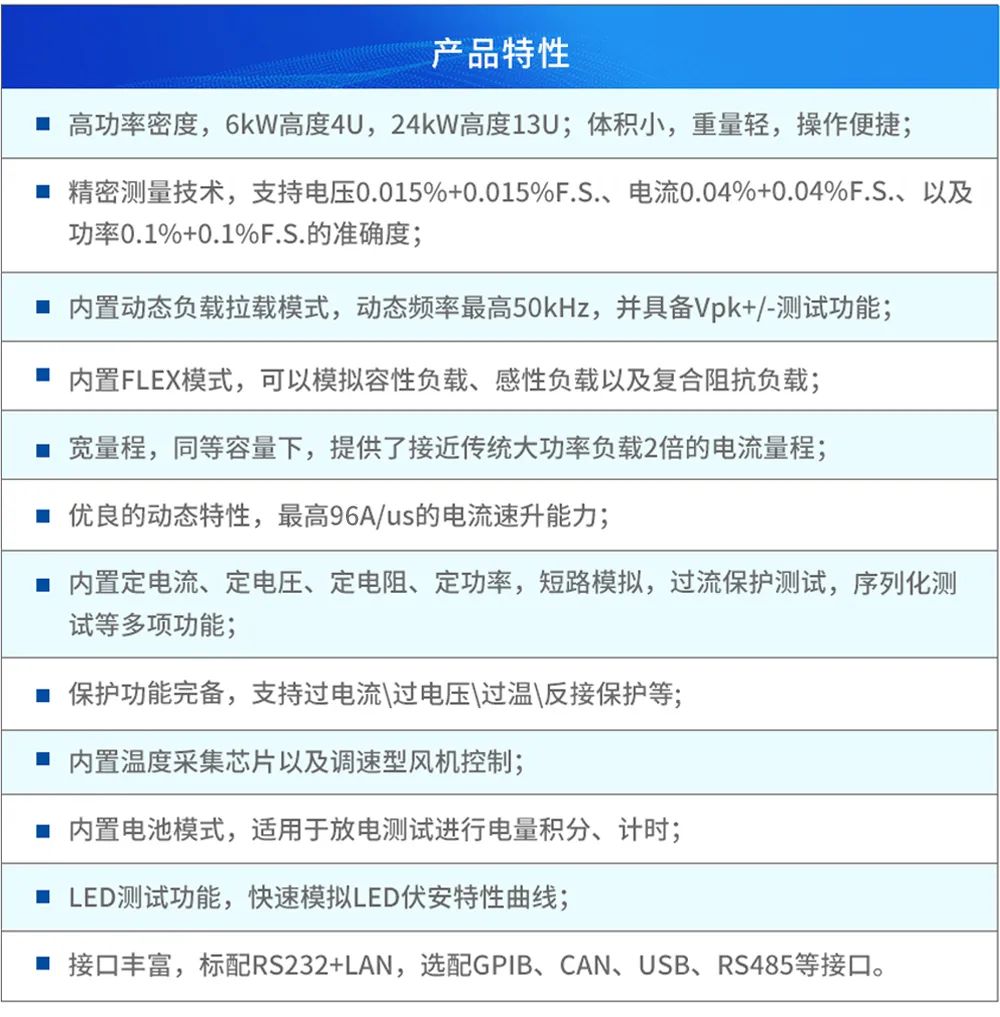 产品特性
高功率密度，6kW高度4U，24kW高度13U；体积小，重量轻，操作便捷；
精密测量技术，支持电压0.015%+0.015%F.S.、电流0.04%+0.04%F.S.、以及
功率0.1%+0.1%F.S.的准确度；
内置动态负载拉载模式，动态频率最高50kHz，并具备Vpk+/-测试功能；
内置FLEX模式，可以模拟容性负载、感性负载以及复合阻抗负载；
宽量程，同等容量下，提供了接近传统大功率负载2倍的电流量程；
优良的动态特性，最高96A/us的电流速升能力；
内置定电流、定电压、定电阻、定功率，短路模拟，过流保护测试，序列化测
试等多项功能；
保护功能完备，支持过电流\过电压\过温\反接保护等;
内置温度采集芯片以及调速型风机控制；
内置电池模式，适用于放电测试进行电量积分、计时；
LED测试功能，快速模拟LED伏安特性曲线；
接口丰富，标配RS232+LAN，选配GPIB、CAN、USB、RS485等接口。